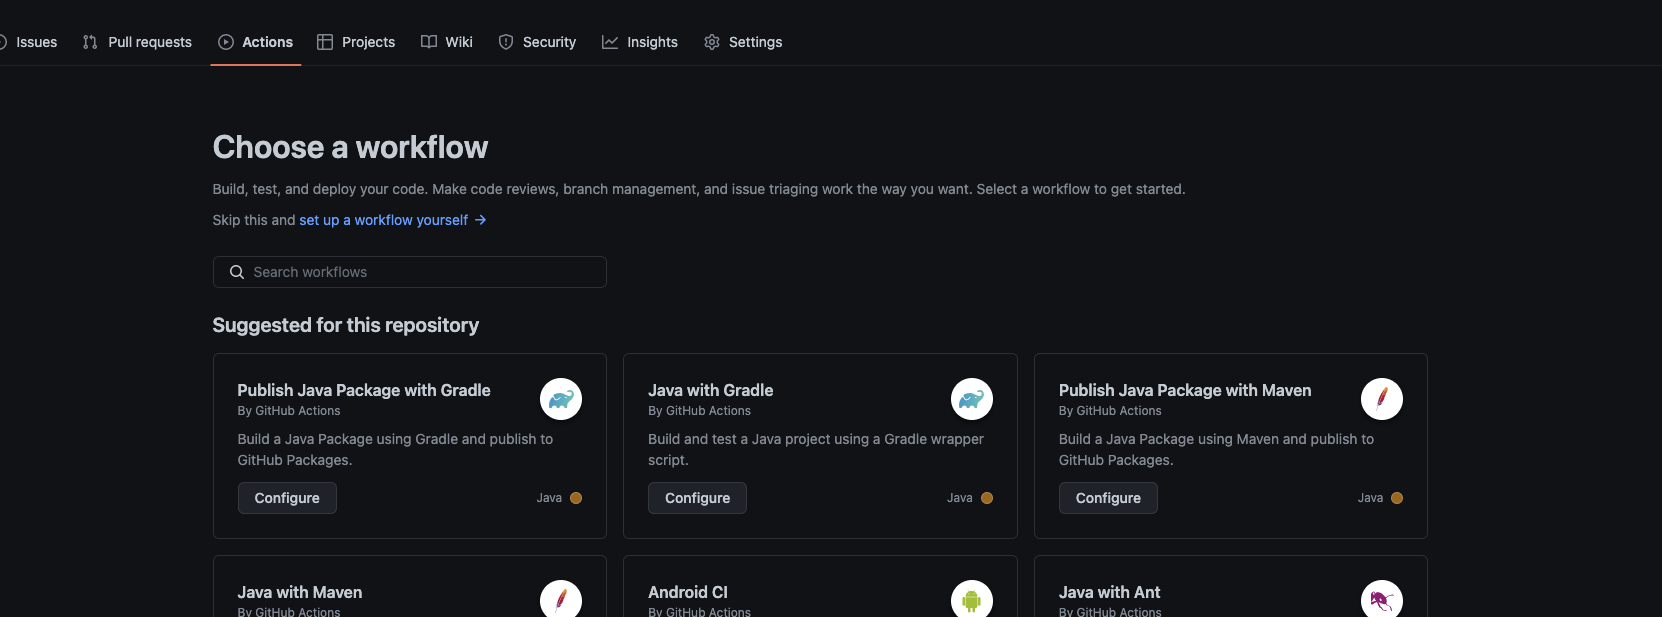 Issues Pull requests Actions Projects Wiki Security Insights Settings
Choose a workflow
Build, test, and deploy your code. Make code reviews, branch management, and issue triaging work the way you want. Select a workflow to get started.
Skip this and set up a workflow yourself →
Search workflows
Suggested for this repository
Publish Java Package with Gradle
By GitHub Actions
Build a Java Package using Gradle and publish to
GitHub Packages.
Configure Java
Java with Gradle
By GitHub Actions
Build and test a Java project using a Gradle wrapper
script.
Configure Java
Publish Java Package with Maven
By GitHub Actions
Build a Java Package using Maven and publish to
GitHub Packages.
Configure Java
Java with Maven
By GitHub Actions
Android CI
By GitHub Actions
Java with Ant
By GitHub Actions